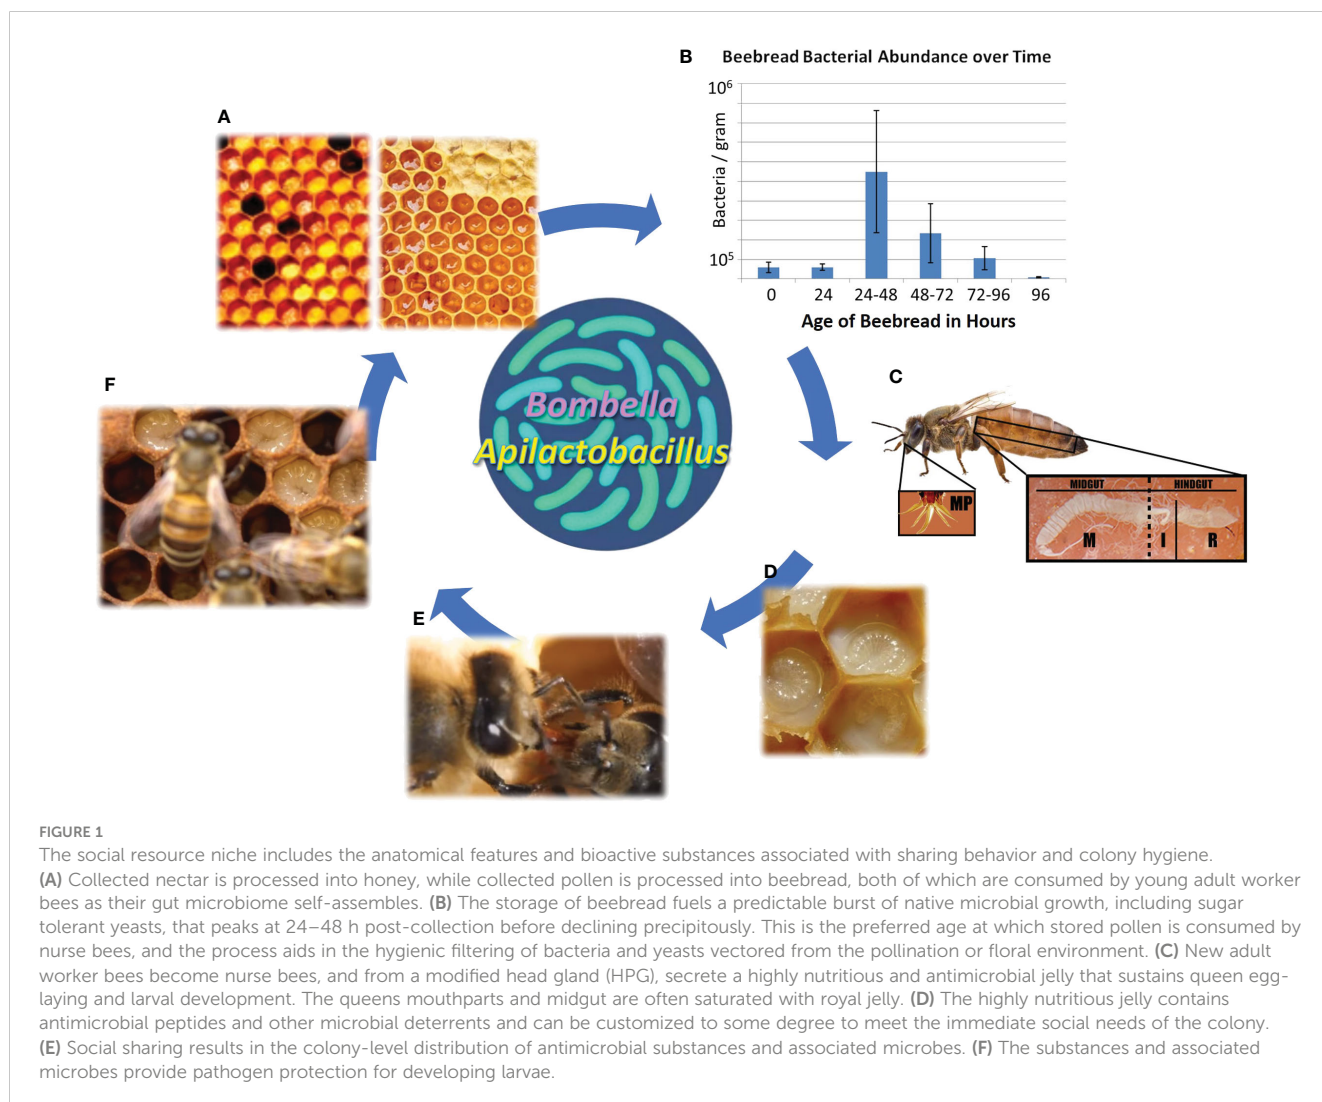 A
B
Beebread Bacterial Abundance over Time
10⁶
Bacteria / gram
10⁵
0 24 24-48 48-72 72-96 96
Age of Beebread in Hours
Bombella
Apilactobacillus
C
MP
MIDGUT HINDGUT
M I R
D
E
F
FIGURE 1
The social resource niche includes the anatomical features and bioactive substances associated with sharing behavior and colony hygiene.
(A) Collected nectar is processed into honey, while collected pollen is processed into beebread, both of which are consumed by young adult worker
bees as their gut microbiome self-assembles. (B) The storage of beebread fuels a predictable burst of native microbial growth, including sugar
tolerant yeasts, that peaks at 24–48 h post-collection before declining precipitously. This is the preferred age at which stored pollen is consumed by
nurse bees, and the process aids in the hygienic filtering of bacteria and yeasts vectored from the pollination or floral environment. (C) New adult
worker bees become nurse bees, and from a modified head gland (HPG), secrete a highly nutritious and antimicrobial jelly that sustains queen egg-
laying and larval development. The queens mouthparts and midgut are often saturated with royal jelly. (D) The highly nutritious jelly contains
antimicrobial peptides and other microbial deterrents and can be customized to some degree to meet the immediate social needs of the colony.
(E) Social sharing results in the colony-level distribution of antimicrobial substances and associated microbes. (F) The substances and associated
microbes provide pathogen protection for developing larvae.